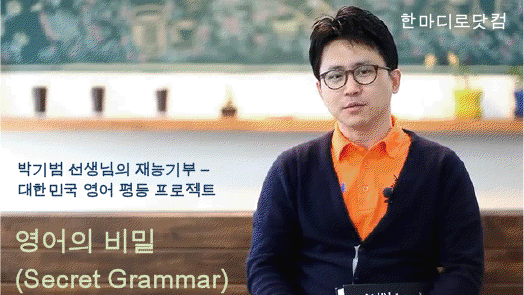 한마디로닷컴
박기범 선생님의 재능기부 –
대한민국 영어 평등 프로젝트
영어의 비밀
(Secret Grammar)